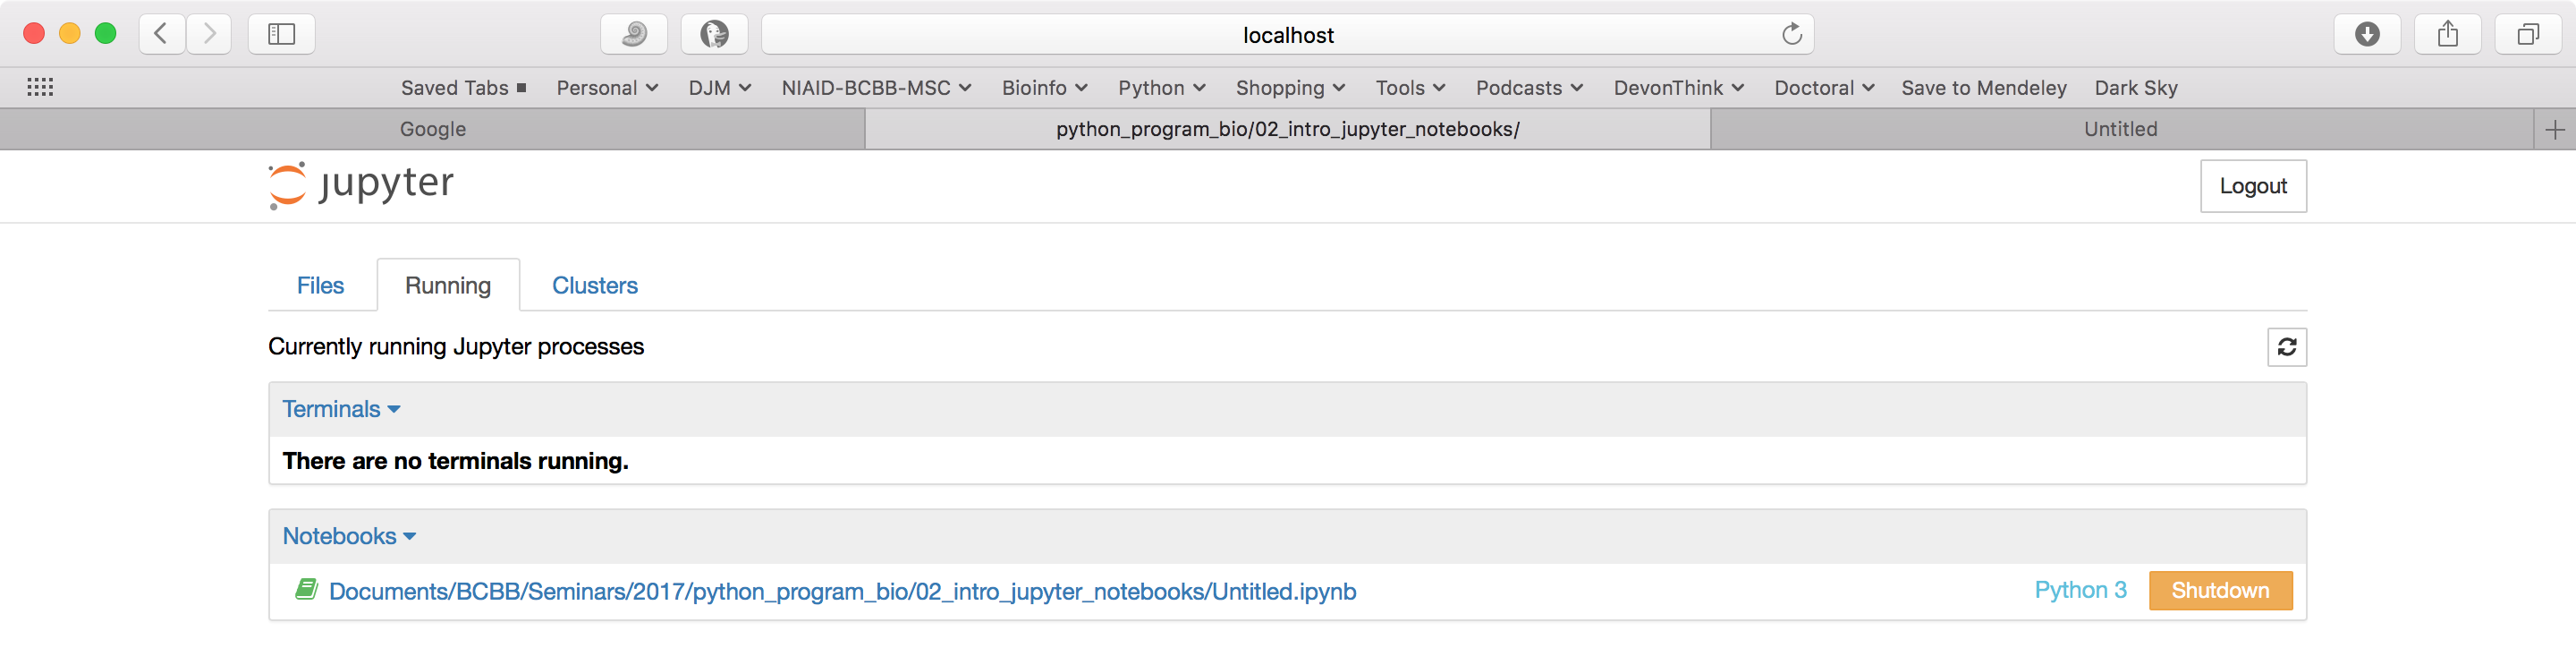 localhost
Saved Tabs Personal DJM NIAID-BCBB-MSC Bioinfo Python Shopping Tools Podcasts DevonThink Doctoral Save to Mendeley Dark Sky
Google python_program_bio/02_intro_jupyter_notebooks/ Untitled
jupyter Logout
Files Running Clusters
Currently running Jupyter processes
Terminals
There are no terminals running.
Notebooks
Documents/BCBB/Seminars/2017/python_program_bio/02_intro_jupyter_notebooks/Untitled.ipynb Python 3 Shutdown